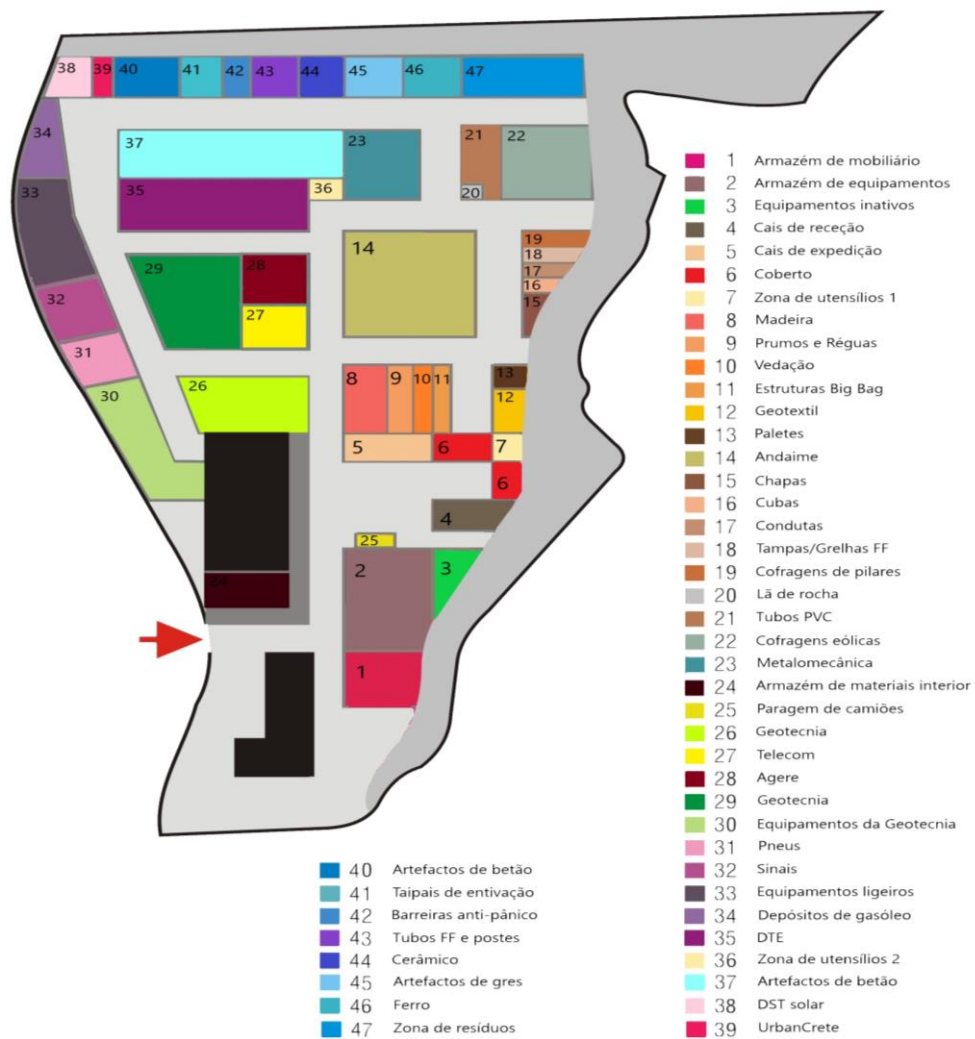 38 39 40 41 42 43 44 45 46 47
34
37 23 21 22
33 35 36 20
29 28 14 19
18
17
32 27 16
15
31 8 9 10 11 13
30 26 12
5 6 7
6
4
25
2 3
24
1
1 Armazém de mobiliário
2 Armazém de equipamentos
3 Equipamentos inativos
4 Cais de receção
5 Cais de expedição
6 Coberto
7 Zona de utensílios 1
8 Madeira
9 Prumos e Réguas
10 Vedação
11 Estruturas Big Bag
12 Geotextil
13 Paletes
14 Andaime
15 Chapas
16 Cubas
17 Condutas
18 Tampas/Grelhas FF
19 Cofragens de pilares
20 Lã de rocha
21 Tubos PVC
22 Cofragens eólicas
23 Metalomecânica
24 Armazém de materiais interior
25 Paragem de camiões
26 Geotecnia
27 Telecom
28 Agere
29 Geotecnia
30 Equipamentos da Geotecnia
31 Pneus
32 Sinais
33 Equipamentos ligeiros
34 Depósitos de gasóleo
35 DTE
36 Zona de utensílios 2
37 Artefactos de betão
38 DST solar
39 UrbanCrete
40 Artefactos de betão
41 Taipais de entivação
42 Barreiras anti-pânico
43 Tubos FF e postes
44 Cerâmico
45 Artefactos de gres
46 Ferro
47 Zona de resíduos